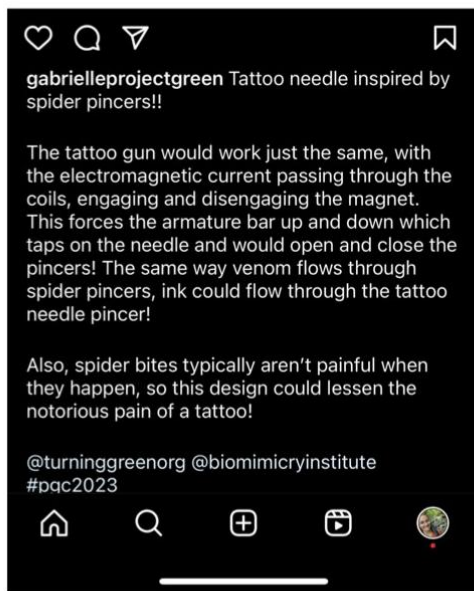 gabrielleprojectgreen Tattoo needle inspired by
spider pincers!!
The tattoo gun would work just the same, with
the electromagnetic current passing through the
coils, engaging and disengaging the magnet.
This forces the armature bar up and down which
taps on the needle and would open and close the
pincers! The same way venom flows through
spider pincers, ink could flow through the tattoo
needle pincer!
Also, spider bites typically aren’t painful when
they happen, so this design could lessen the
notorious pain of a tattoo!
@turninggreenorg @biomimicryinstitute
#pgc2023